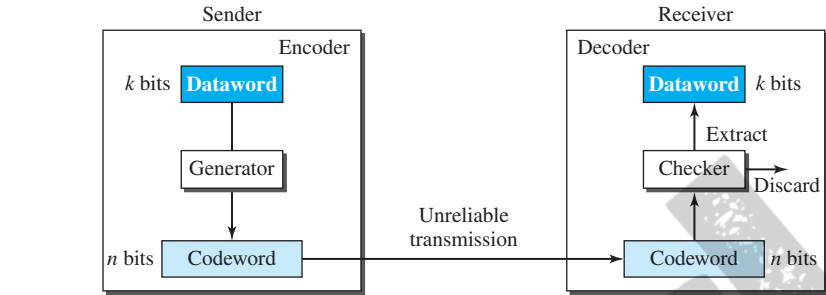 Sender
Receiver
Encoder
Decoder
k bits
Dataword
Dataword
k bits
Extract
Generator
Checker
Discard
Unreliable
transmission
n bits
Codeword
Codeword
n bits